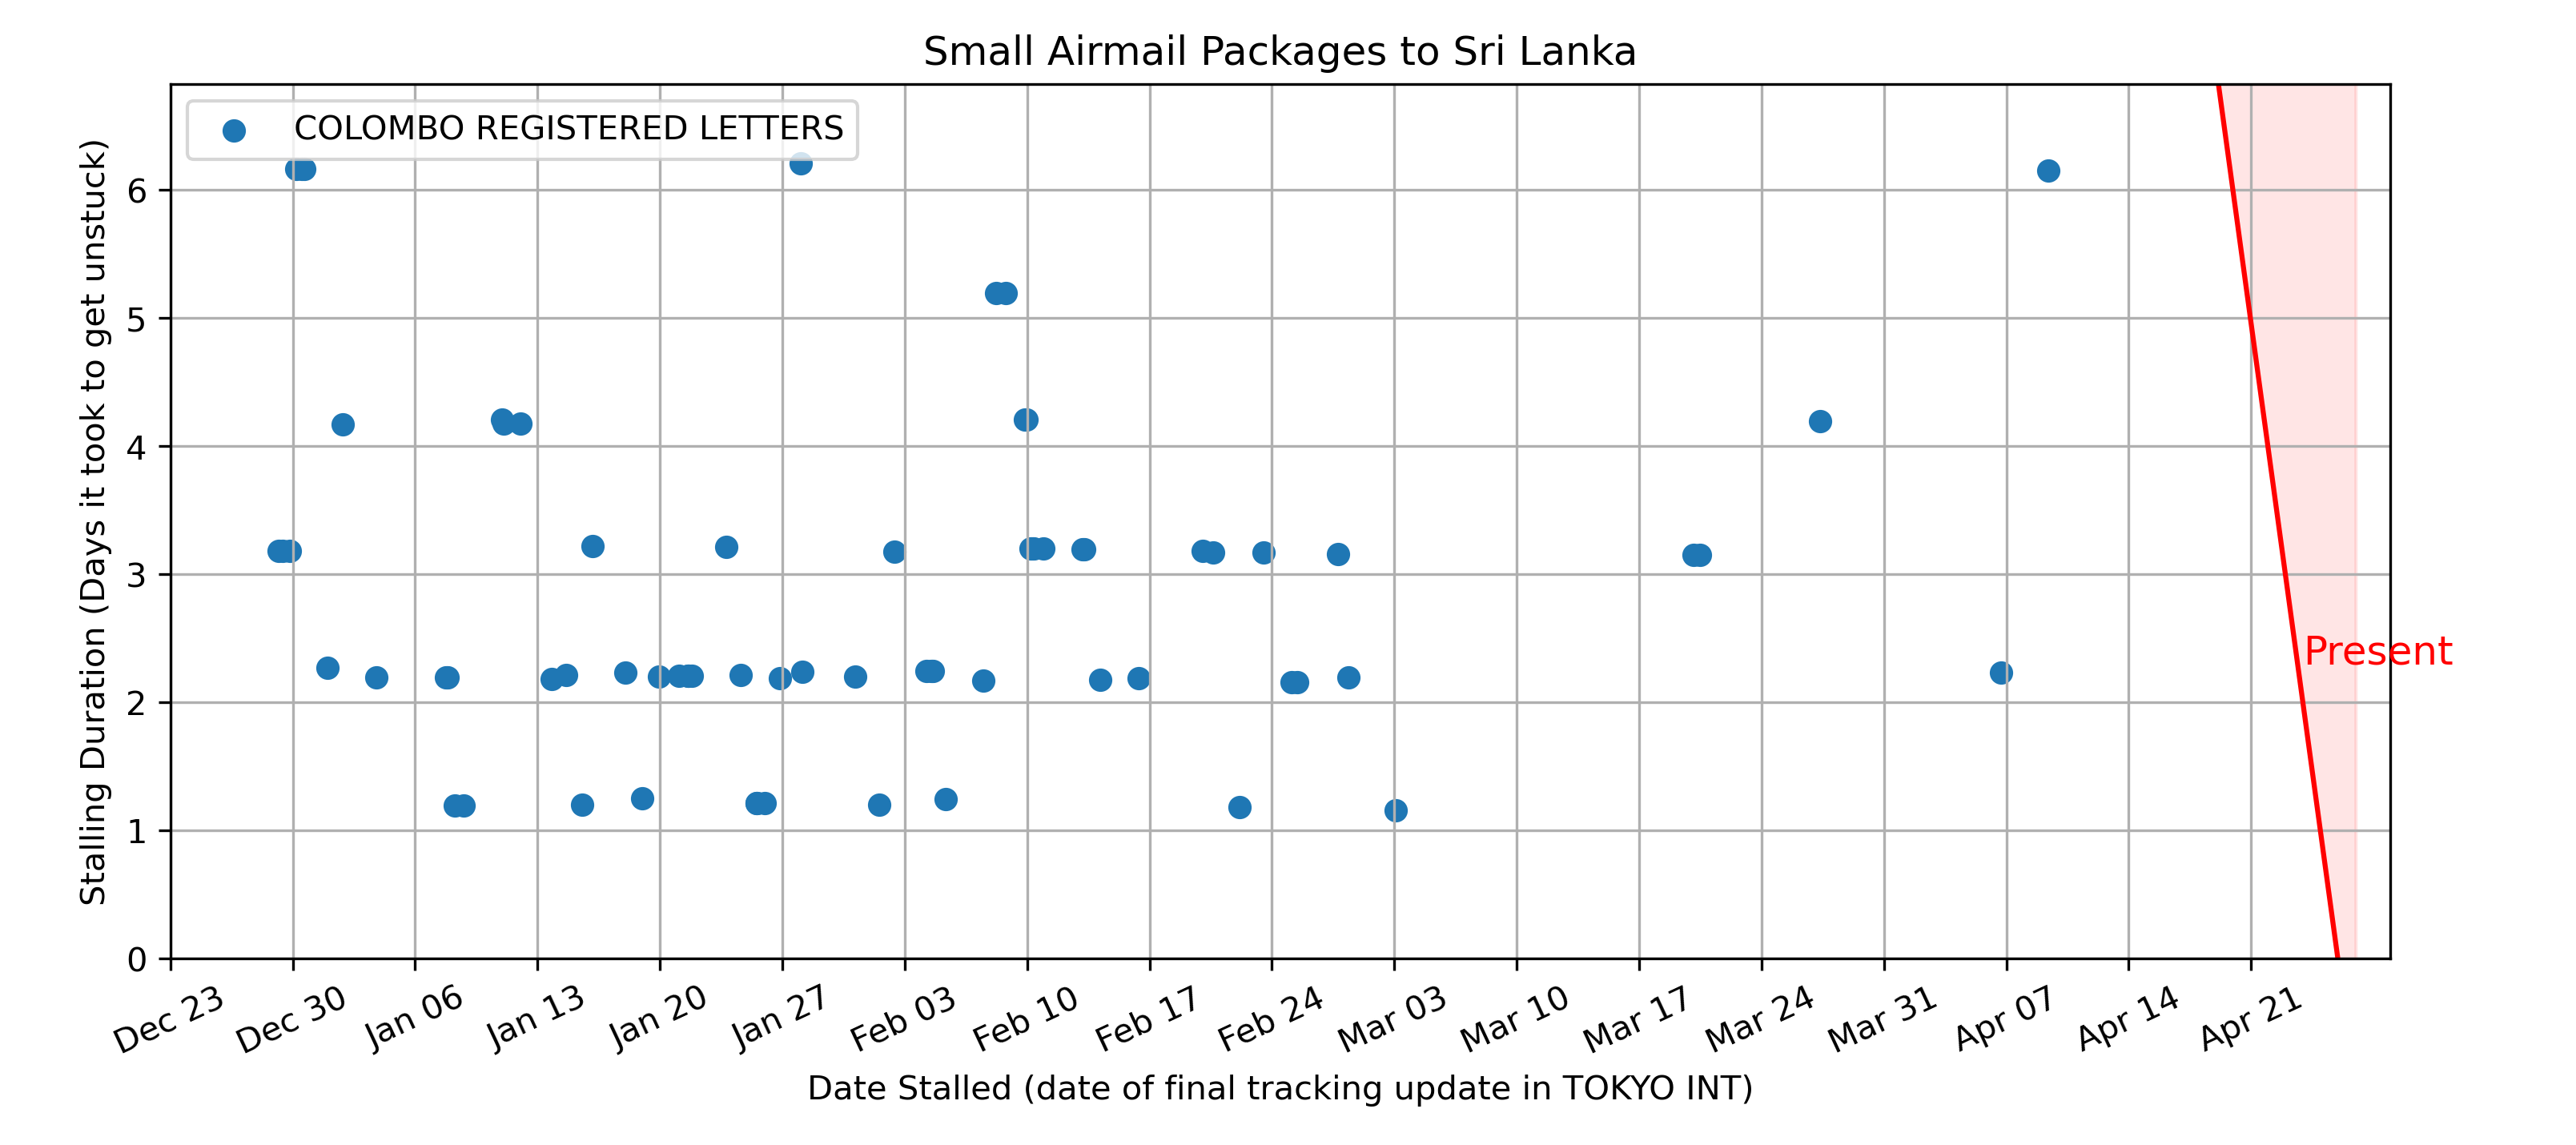 Small Airmail Packages to Sri Lanka
COLOMBO REGISTERED LETTERS
Stalling Duration (Days it took to get unstuck)
6
5
4
3
2
1
0
Present
Dec 23 Dec 30 Jan 06 Jan 13 Jan 20 Jan 27 Feb 03 Feb 10 Feb 17 Feb 24 Mar 03 Mar 10 Mar 17 Mar 24 Mar 31 Apr 07 Apr 14 Apr 21
Date Stalled (date of final tracking update in TOKYO INT)